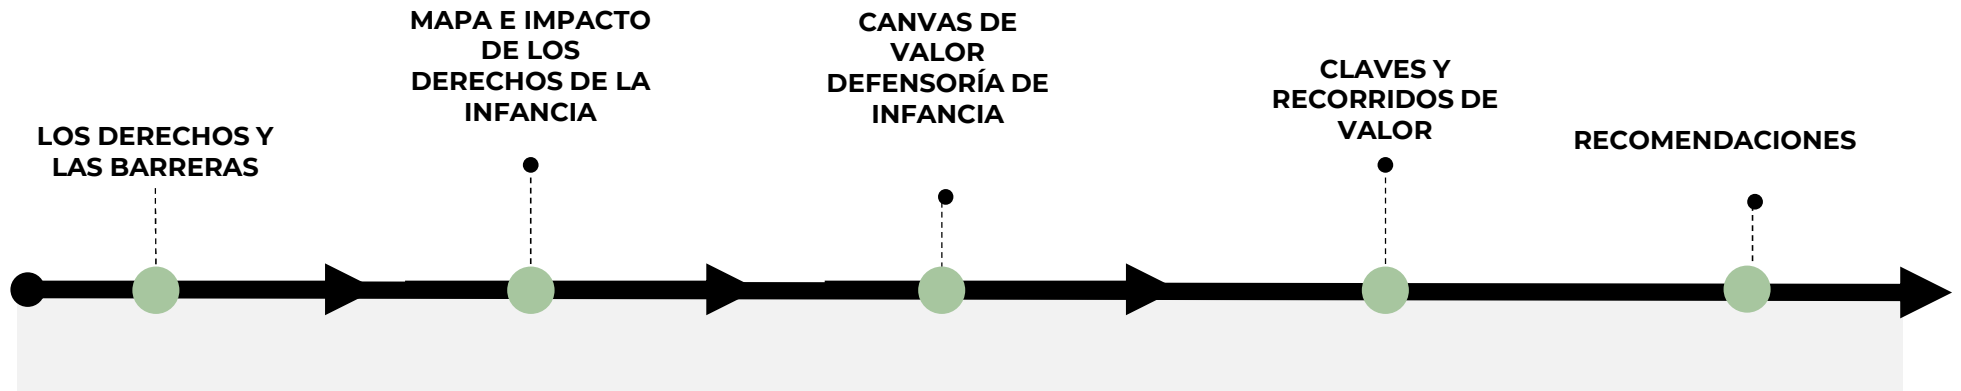 LOS DERECHOS Y
LAS BARRERAS
MAPA E IMPACTO
DE LOS
DERECHOS DE LA
INFANCIA
CANVAS DE
VALOR
DEFENSORÍA DE
INFANCIA
CLAVES Y
RECORRIDOS DE
VALOR
RECOMENDACIONES